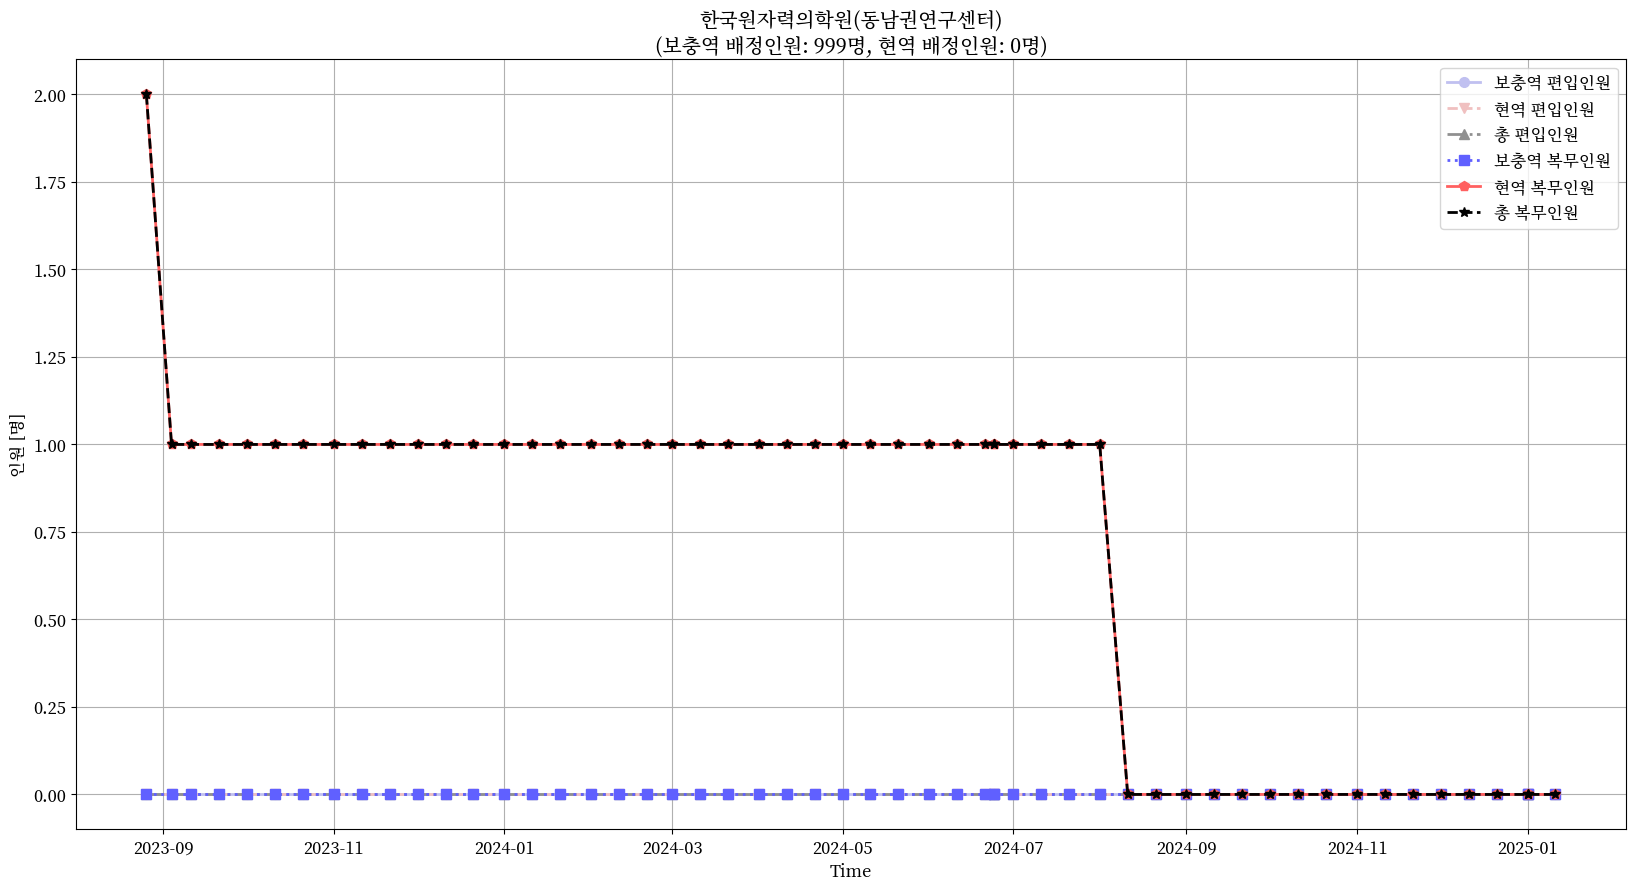 한국원자력의학원(동남권연구센터)
(보충역 배정인원: 999명, 현역 배정인원: 0명)
보충역 편입인원
현역 편입인원
총 편입인원
보충역 복무인원
현역 복무인원
총 복무인원
인원 [명]
2.00
1.75
1.50
1.25
1.00
0.75
0.50
0.25
0.00
2023-09
2023-11
2024-01
2024-03
2024-05
2024-07
2024-09
2024-11
2025-01
Time